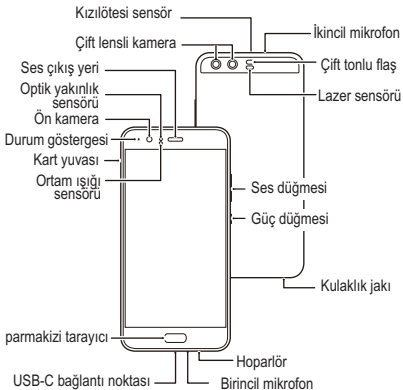 Kızılötesi sensör
İkincil mikrofon
Çift lensli kamera
Çift tonlu flaş
Ses çıkış yeri
Optik yakınlık
sensörü
Lazer sensörü
Ön kamera
Durum göstergesi
Kart yuvası
Ortam ışığı
sensörü
Ses düğmesi
Güç düğmesi
Kulaklık jakı
parmakizi tarayıcı
Hoparlör
USB-C bağlantı noktası
Birincil mikrofon